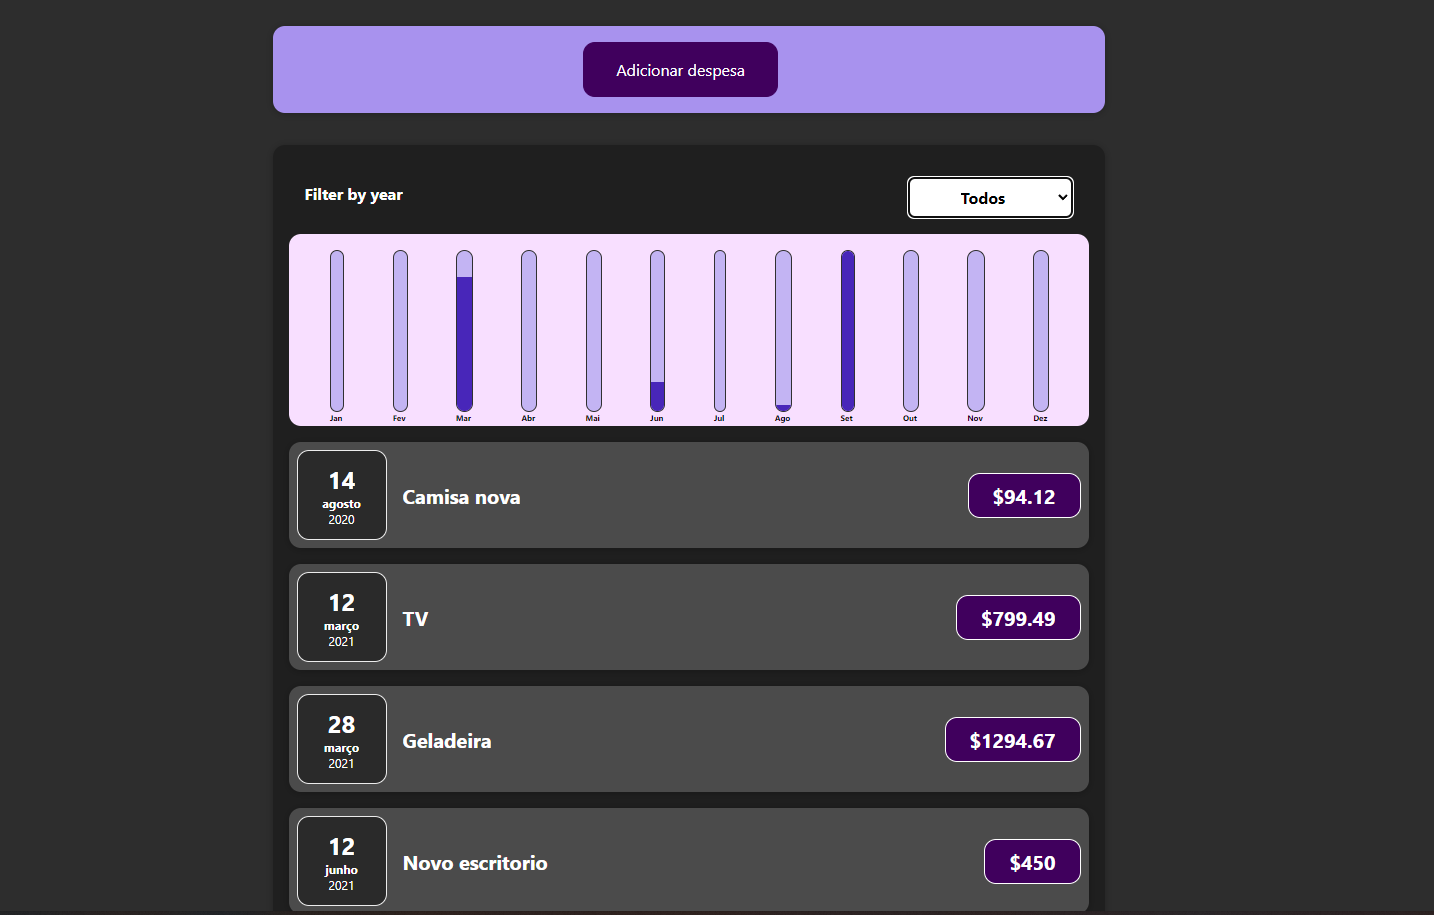 Adicionar despesa
Filter by year
Todos
Jan Fev Mar Abr Mai Jun Jul Ago Set Out Nov Dez
14
agosto
2020
Camisa nova
$94.12
12
março
2021
TV
$799.49
28
março
2021
Geladeira
$1294.67
12
junho
2021
Novo escritorio
$450